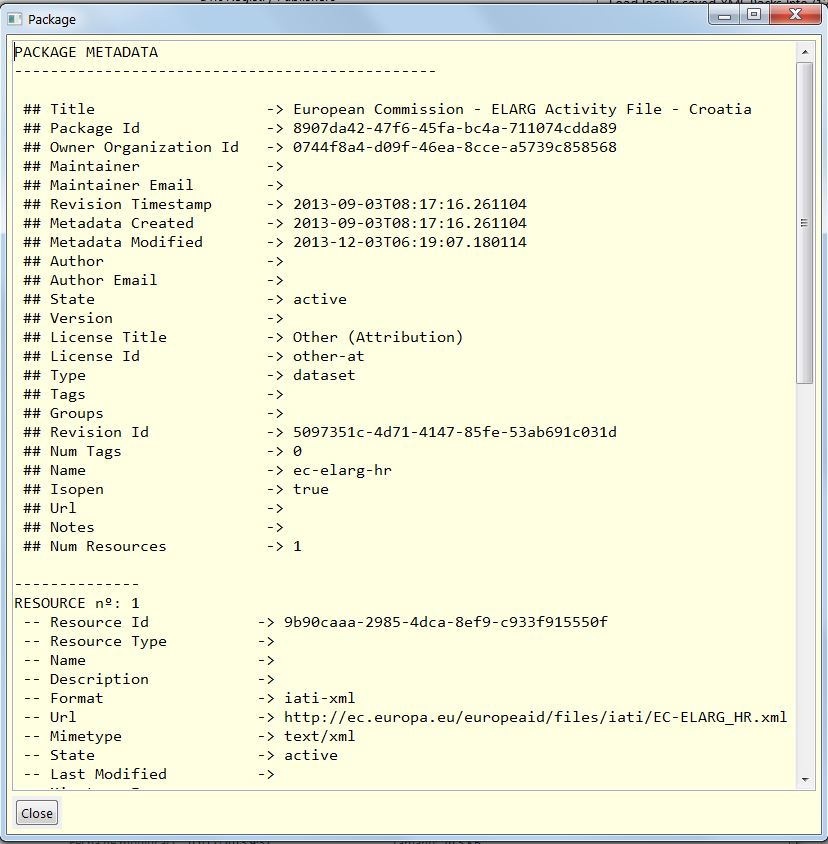 Package
PACKAGE METADATA
-----------------------------------------------
## Title -> European Commission - ELARG Activity File - Croatia
## Package Id -> 8907da42-47f6-45fa-bc4a-711074cdda89
## Owner Organization Id -> 0744f8a4-d09f-46ea-8cce-a5739c858568
## Maintainer ->
## Maintainer Email ->
## Revision Timestamp -> 2013-09-03T08:17:16.261104
## Metadata Created -> 2013-09-03T08:17:16.261104
## Metadata Modified -> 2013-12-03T06:19:07.180114
## Author ->
## Author Email ->
## State -> active
## Version ->
## License Title -> Other (Attribution)
## License Id -> other-at
## Type -> dataset
## Tags ->
## Groups ->
## Revision Id -> 5097351c-4d71-4147-85fe-53ab691c031d
## Num Tags -> 0
## Name -> ec-elarg-hr
## Isopen -> true
## Url ->
## Notes ->
## Num Resources -> 1
--------------
RESOURCE nº: 1
-- Resource Id -> 9b90caaa-2985-4dca-8ef9-c933f915550f
-- Resource Type ->
-- Name ->
-- Description ->
-- Format -> iati-xml
-- Url -> http://ec.europa.eu/europeaid/files/iati/EC-ELARG_HR.xml
-- Mimetype -> text/xml
-- State -> active
-- Last Modified ->
Close